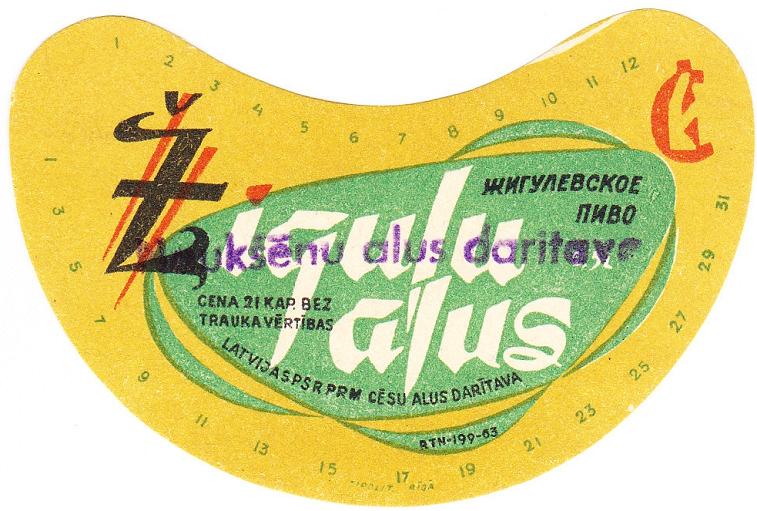 1 2 3 4 5 6 7 8 9 10 11 12
Žiguļu
alus
ЖИГУЛЕВСКОЕ
ПИВО
alus darītava
CENA 21 KAP. BEZ
TRAUKA VĒRTĪBAS
LATVIJAS PSR PRM CĒSU ALUS DARĪTAVA
RTN-199-63
1 3 5 7 9 11 13 15 17 19 21 23 25 27 29 31
RĪGĀ